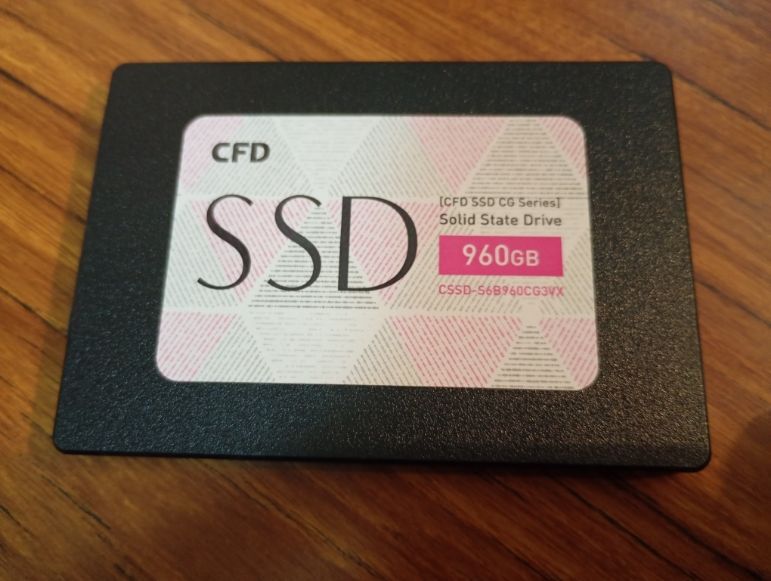 CFD
SSD
[CFD SSD CG Series]
Solid State Drive
960GB
CSSD-S6B960CG3VX